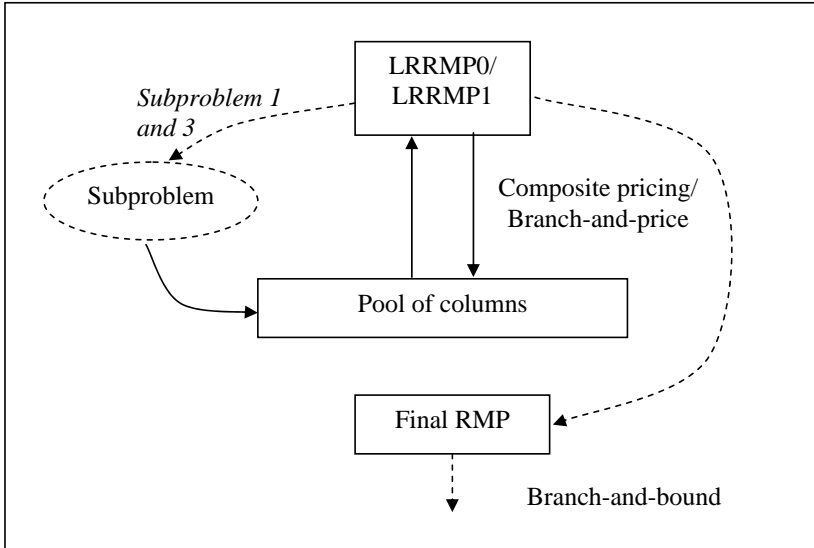 LRRMP0/
LRRMP1
Subproblem 1
and 3
Subproblem
Composite pricing/
Branch-and-price
Pool of columns
Final RMP
Branch-and-bound